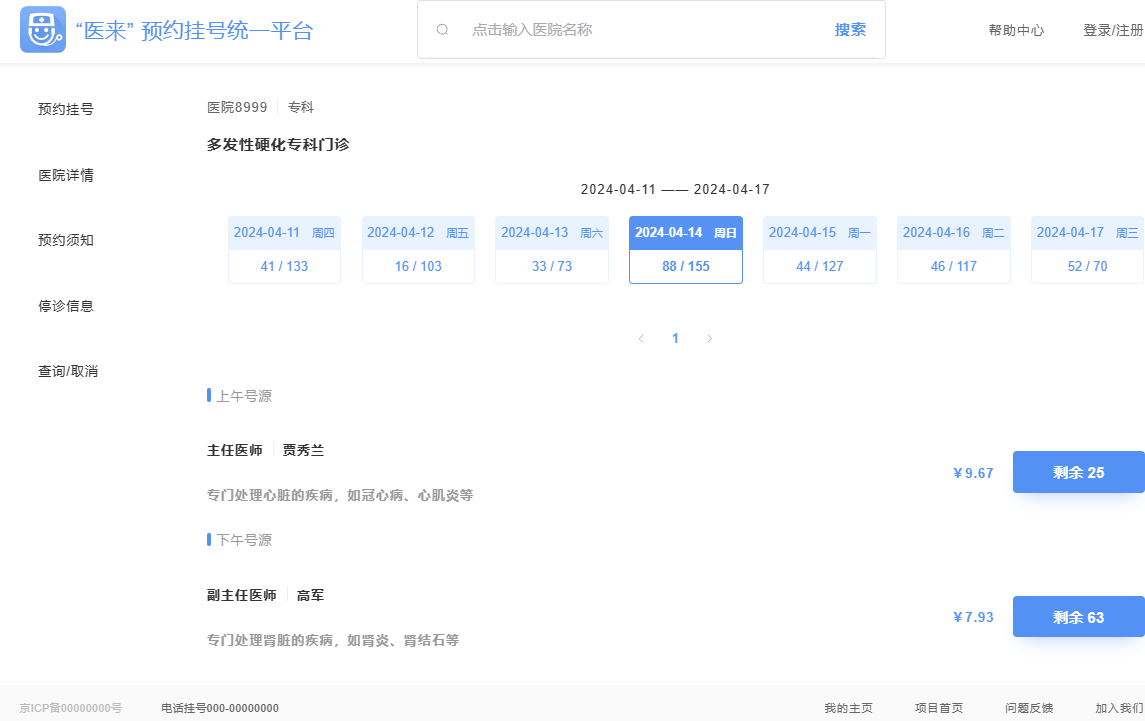 “医来” 预约挂号统一平台
点击输入医院名称
搜索
帮助中心
登录/注册
预约挂号
医院详情
预约须知
停诊信息
查询/取消
医院8999 专科
多发性硬化专科门诊
2024-04-11 —— 2024-04-17
2024-04-11 周四
41 / 133
2024-04-12 周五
16 / 103
2024-04-13 周六
33 / 73
2024-04-14 周日
88 / 155
2024-04-15 周一
44 / 127
2024-04-16 周二
46 / 117
2024-04-17 周三
52 / 70
1
上午号源
主任医师 贾秀兰
专门处理心脏的疾病，如冠心病、心肌炎等
￥9.67
剩余 25
下午号源
副主任医师 高军
专门处理肾脏的疾病，如肾炎、肾结石等
￥7.93
剩余 63
京ICP备00000000号
电话挂号000-00000000
我的主页
项目首页
问题反馈
加入我们